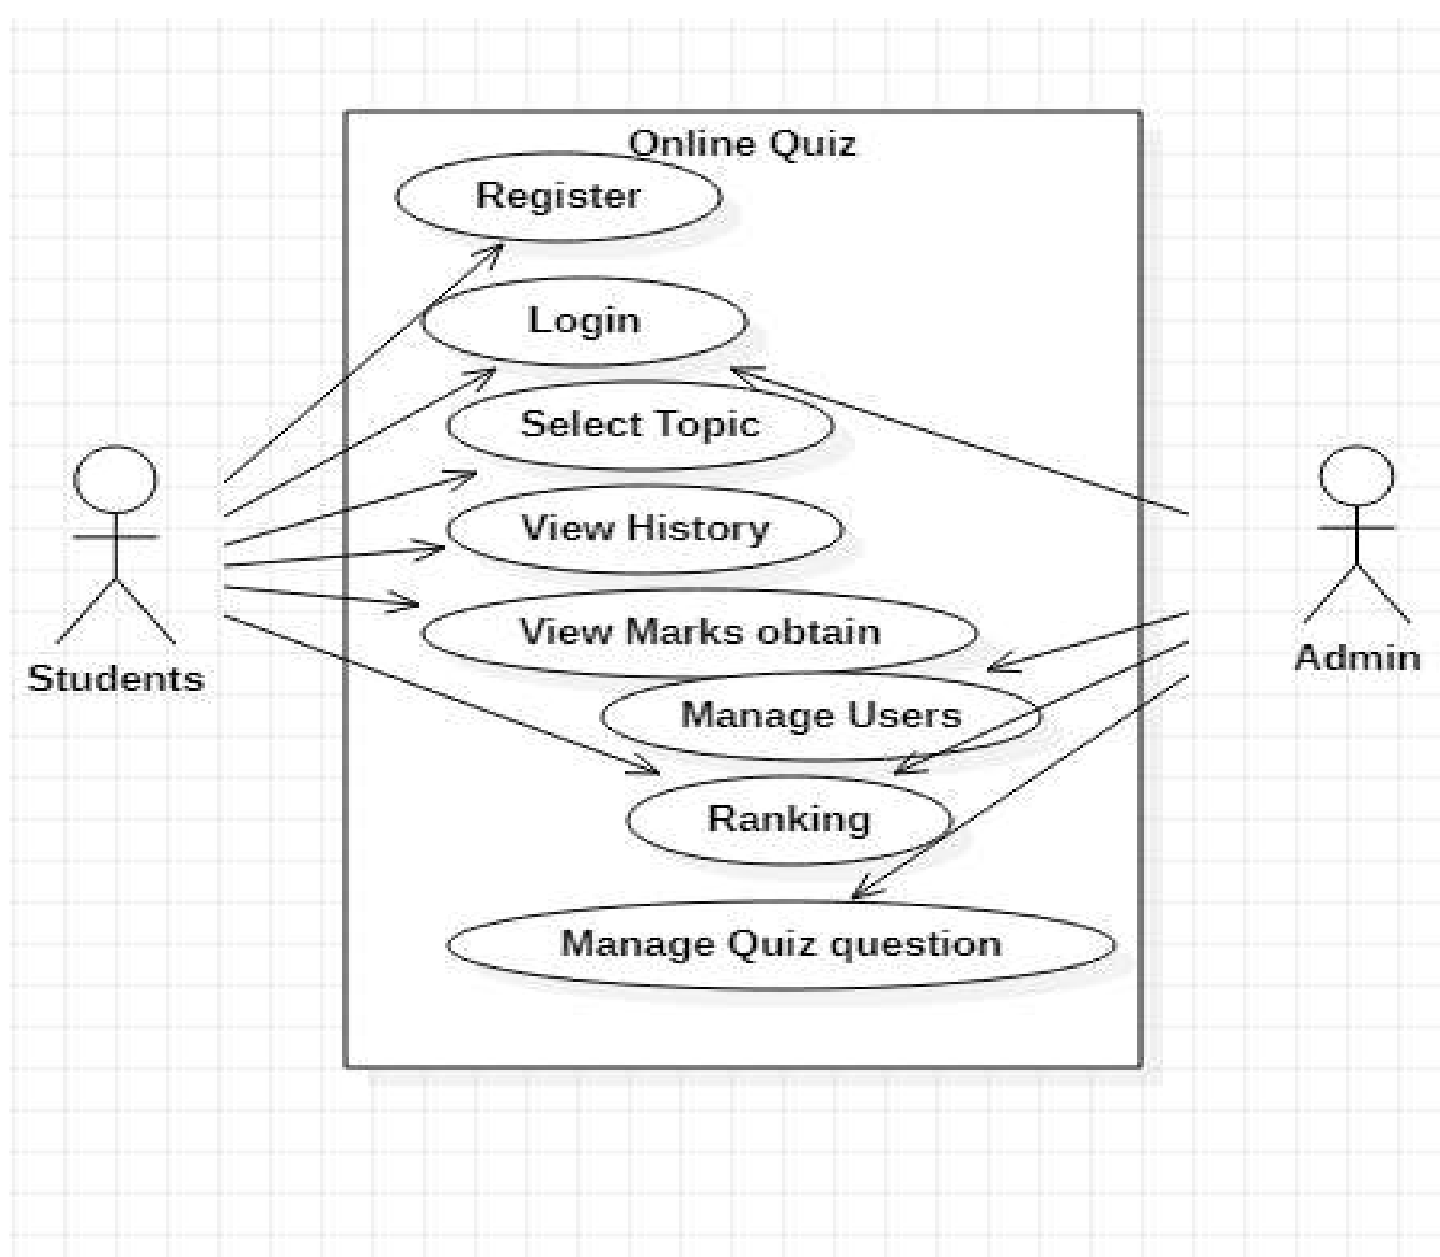 Online Quiz
Register
Login
Select Topic
View History
View Marks obtain
Students
Admin
Manage Users
Ranking
Manage Quiz question